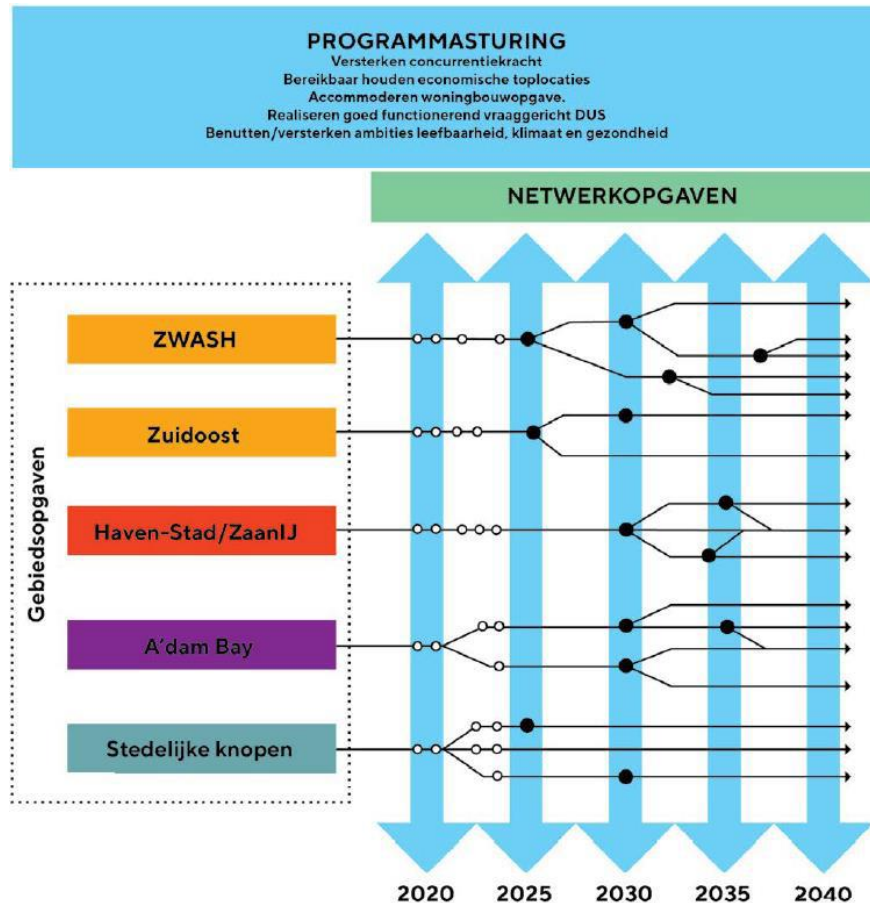 PROGRAMMASTURING
Versterken concurrentiekracht
Bereikbaar houden economische toplocaties
Accommoderen woningbouwopgave.
Realiseren goed functionerend vraaggericht DUS
Benutten/versterken ambities leefbaarheid, klimaat en gezondheid
NETWERKOPGAVEN
Gebiedsopgaven
ZWASH
Zuidoost
Haven-Stad/ZaanIJ
A'dam Bay
Stedelijke knopen
2020 2025 2030 2035 2040